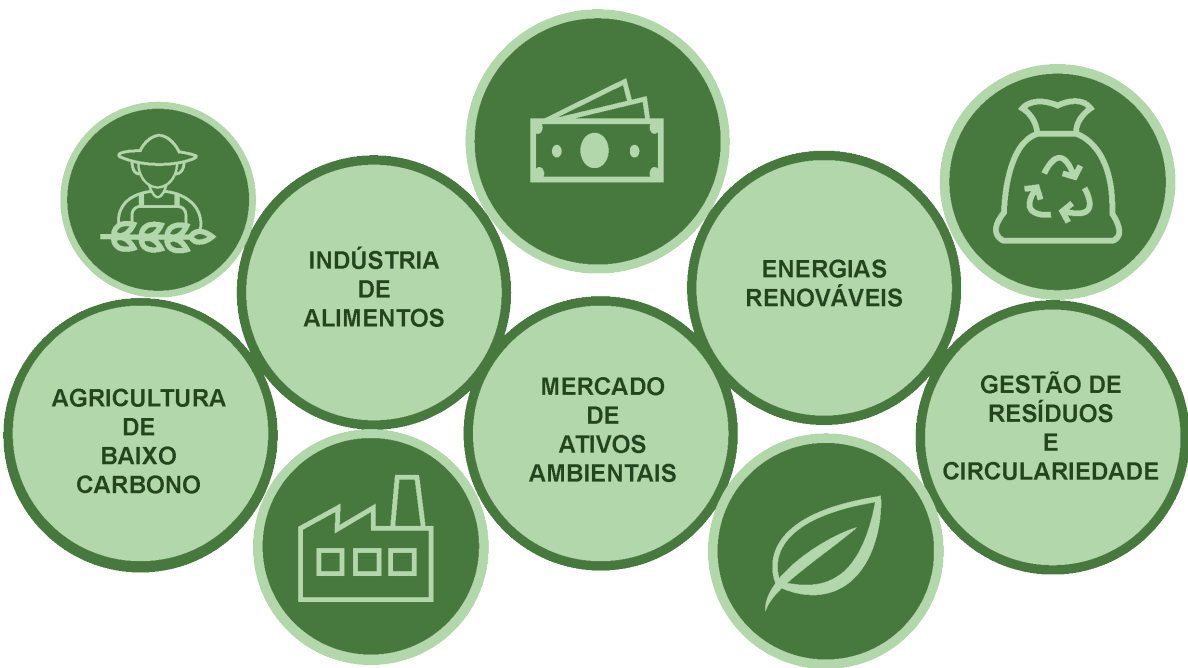 AGRICULTURA
DE
BAIXO
CARBONO
INDÚSTRIA
DE
ALIMENTOS
MERCADO
DE
ATIVOS
AMBIENTAIS
ENERGIAS
RENOVÁVEIS
GESTÃO DE
RESÍDUOS
E
CIRCULARIEDADE